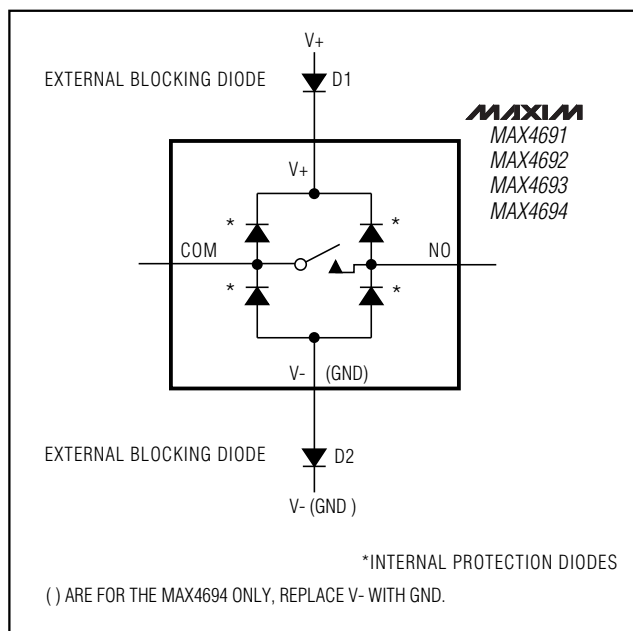 V+
EXTERNAL BLOCKING DIODE
D1
MAXIM
MAX4691
MAX4692
MAX4693
MAX4694
V+
* *
COM
NO
* *
V- (GND)
EXTERNAL BLOCKING DIODE
D2
V- (GND )
*INTERNAL PROTECTION DIODES
( ) ARE FOR THE MAX4694 ONLY, REPLACE V- WITH GND.